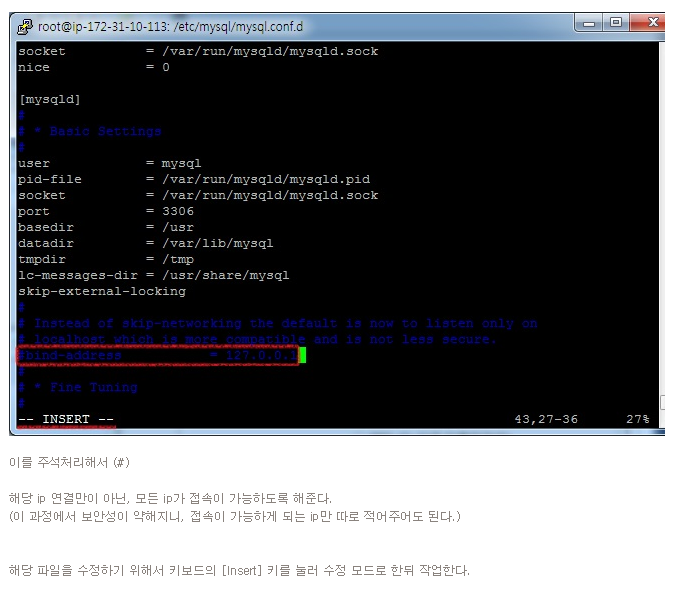 root@ip-172-31-10-113: /etc/mysql/mysql.conf.d
socket = /var/run/mysqld/mysqld.sock
nice = 0
[mysqld]
#
# * Basic Settings
#
user = mysql
pid-file = /var/run/mysqld/mysqld.pid
socket = /var/run/mysqld/mysqld.sock
port = 3306
basedir = /usr
datadir = /var/lib/mysql
tmpdir = /tmp
lc-messages-dir = /usr/share/mysql
skip-external-locking
#
# Instead of skip-networking the default is now to listen only on
# localhost which is more compatible and is not less secure.
#bind-address = 127.0.0.1
#
# * Fine Tuning
#
-- INSERT -- 43,27-36 27%
이를 주석처리해서 (#)
해당 ip 연결만이 아닌, 모든 ip가 접속이 가능하도록 해준다.
(이 과정에서 보안성이 약해지니, 접속이 가능하게 되는 ip만 따로 적어주어도 된다.)
해당 파일을 수정하기 위해서 키보드의 [Insert] 키를 눌러 수정 모드로 한뒤 작업한다.